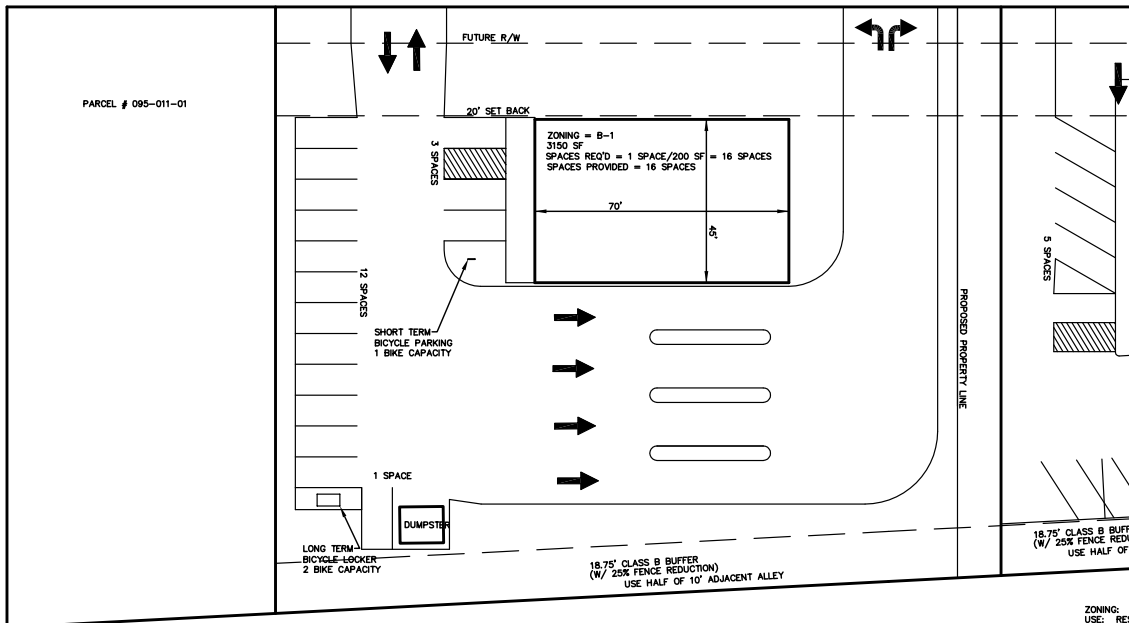 FUTURE R/W
PARCEL # 095-011-01
20' SET BACK
ZONING = B-1
3150 SF
SPACES REQ'D = 1 SPACE/200 SF = 16 SPACES
SPACES PROVIDED = 16 SPACES
3 SPACES
70'
45'
5 SPACES
12 SPACES
PROPOSED PROPERTY LINE
SHORT TERM
BICYCLE PARKING
1 BIKE CAPACITY
1 SPACE
DUMPSTER
LONG TERM
BICYCLE LOCKER
2 BIKE CAPACITY
18.75' CLASS B BUFFER
(W/ 25% FENCE REDUCTION)
USE HALF OF 10' ADJACENT ALLEY
18.75' CLASS B BUFF
(W/ 25% FENCE REDU
USE HALF OF
ZONING:
USE: RES